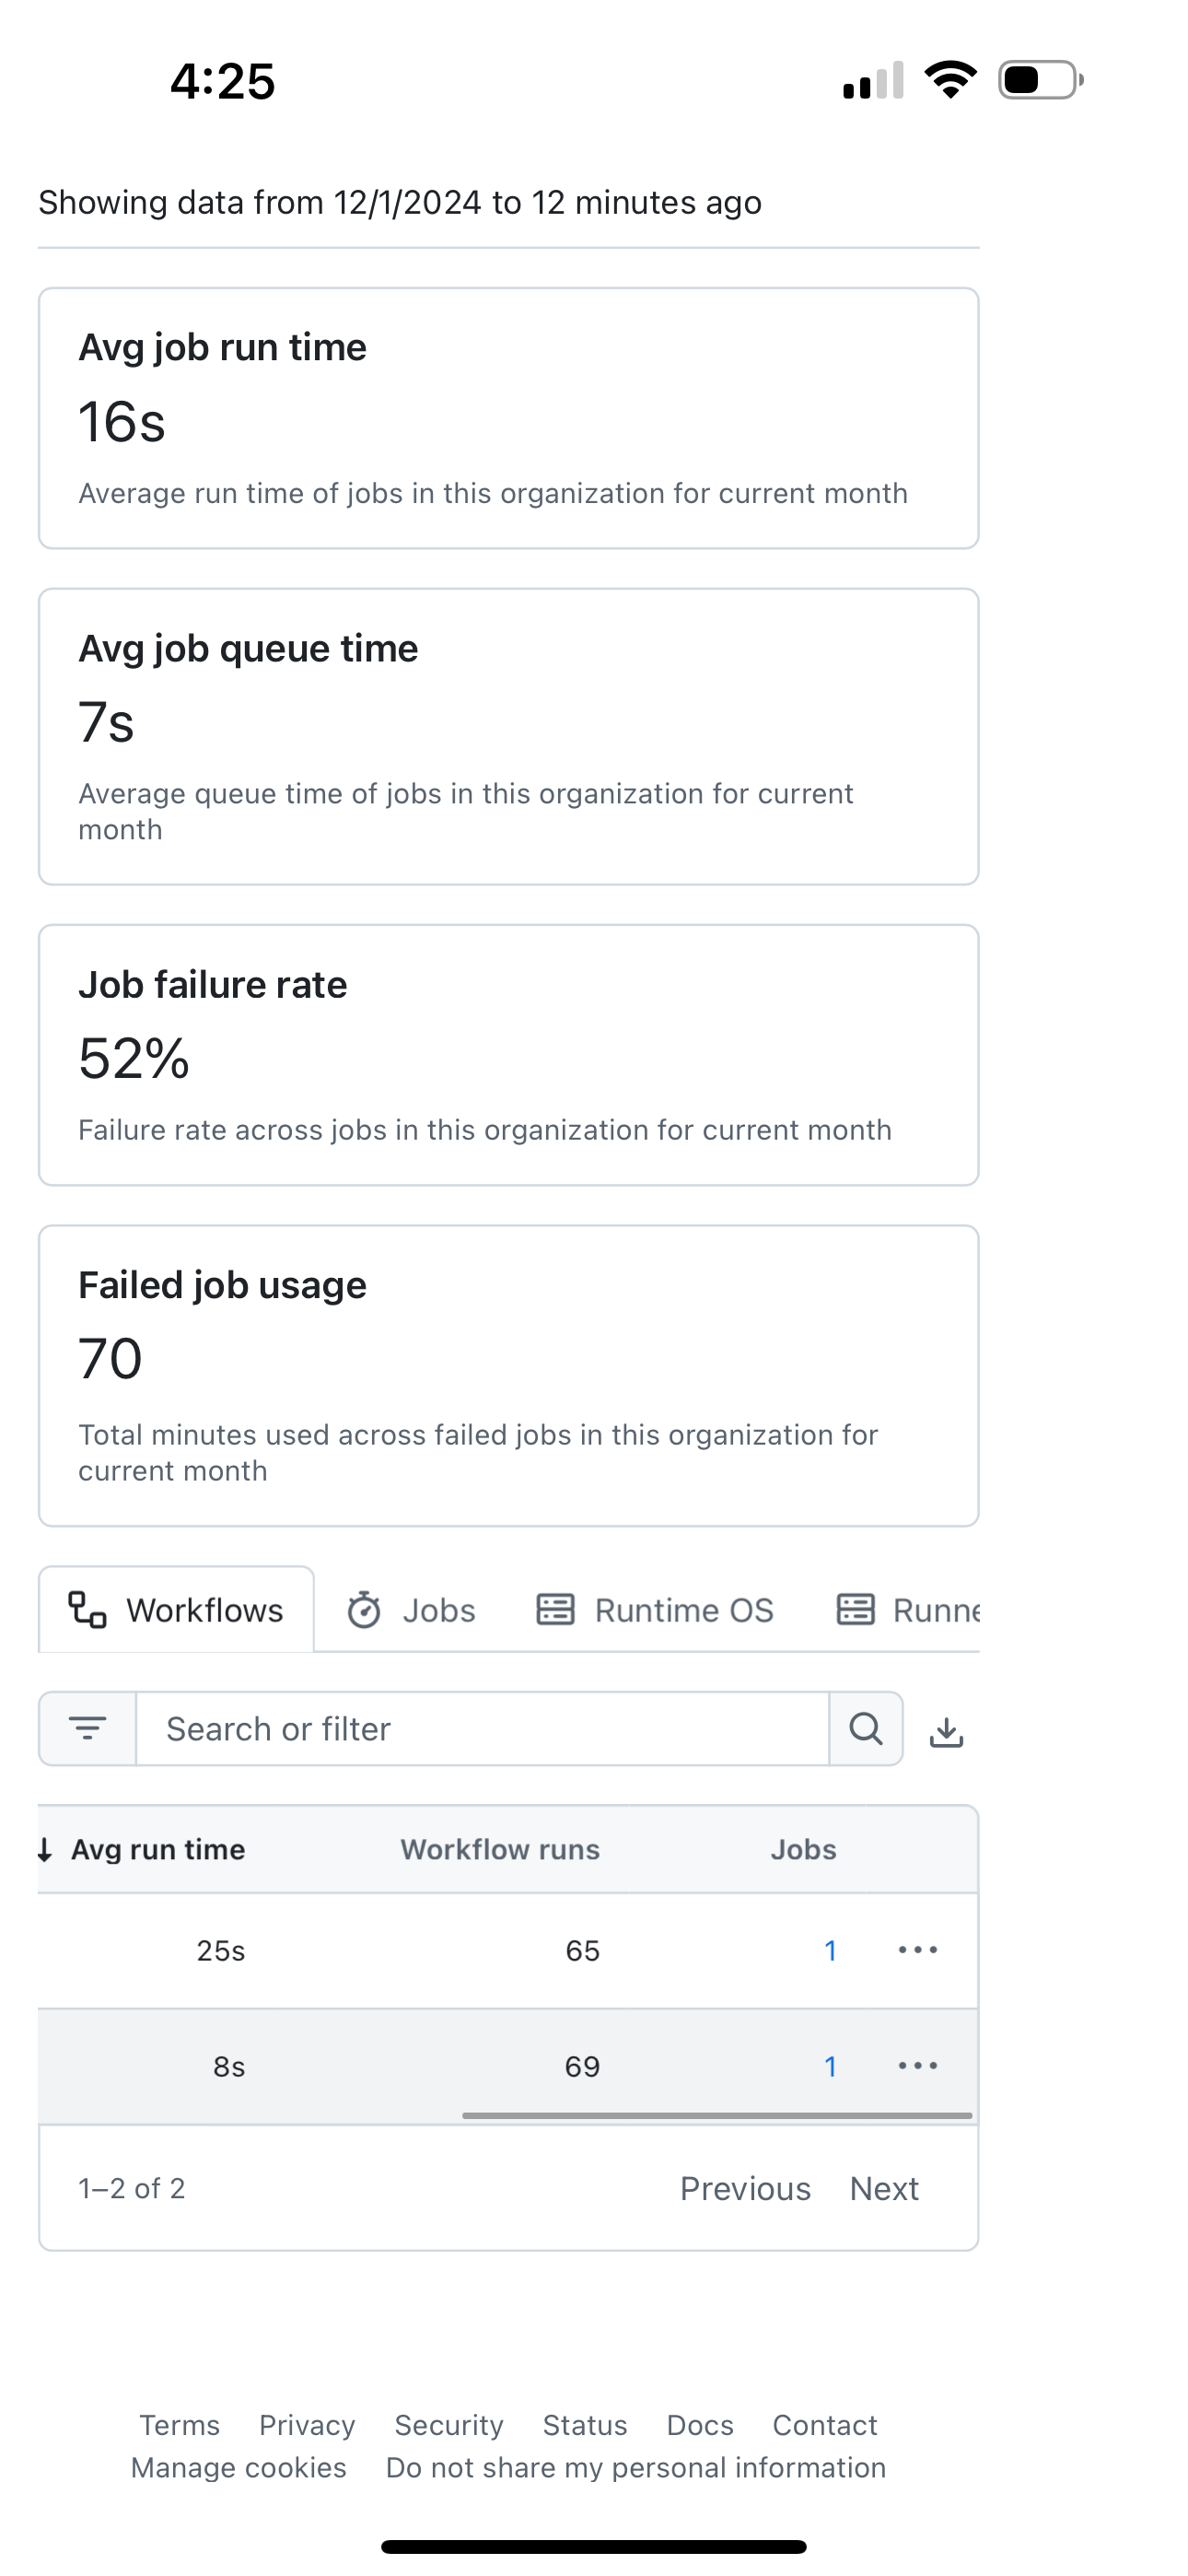 4:25
Showing data from 12/1/2024 to 12 minutes ago
Avg job run time
16s
Average run time of jobs in this organization for current month
Avg job queue time
7s
Average queue time of jobs in this organization for current
month
Job failure rate
52%
Failure rate across jobs in this organization for current month
Failed job usage
70
Total minutes used across failed jobs in this organization for
current month
Workflows Jobs Runtime OS Runne
Search or filter
↓ Avg run time Workflow runs Jobs
25s 65 1 •••
8s 69 1 •••
1–2 of 2 Previous Next
Terms Privacy Security Status Docs Contact
Manage cookies Do not share my personal information